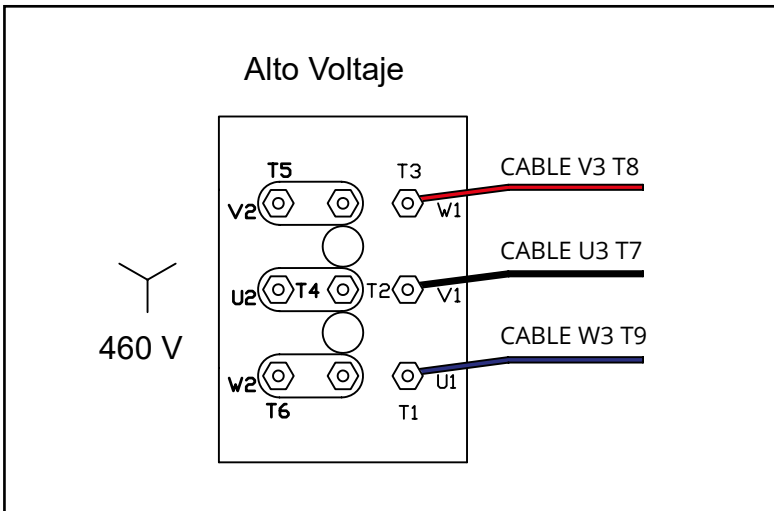 Alto Voltaje
T5 T3 CABLE V3 T8
V2 W1
CABLE U3 T7
U2 T4 T2 V1
460 V
CABLE W3 T9
W2 U1
T6 T1